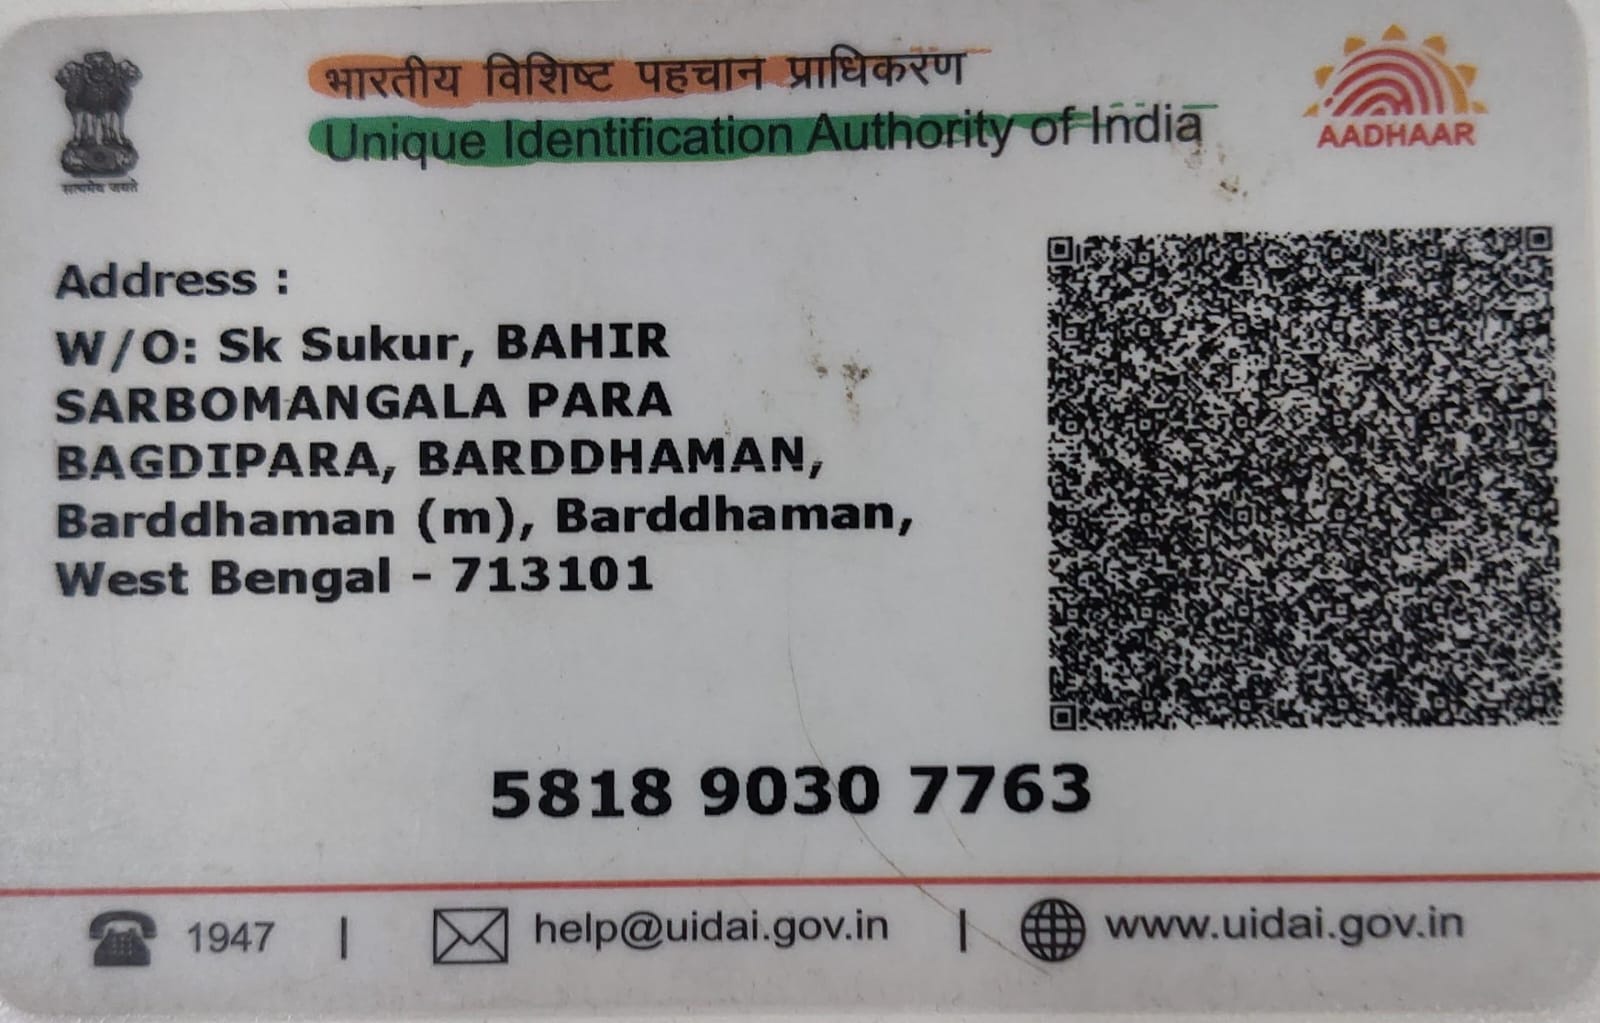 भारतीय विशिष्ट पहचान प्राधिकरण
Unique Identification Authority of India
AADHAAR
सत्यमेव जयते
Address :
W/O: Sk Sukur, BAHIR
SARBOMANGALA PARA
BAGDIPARA, BARDDHAMAN,
Barddhaman (m), Barddhaman,
West Bengal - 713101
5818 9030 7763
1947 | help@uidai.gov.in | www.uidai.gov.in